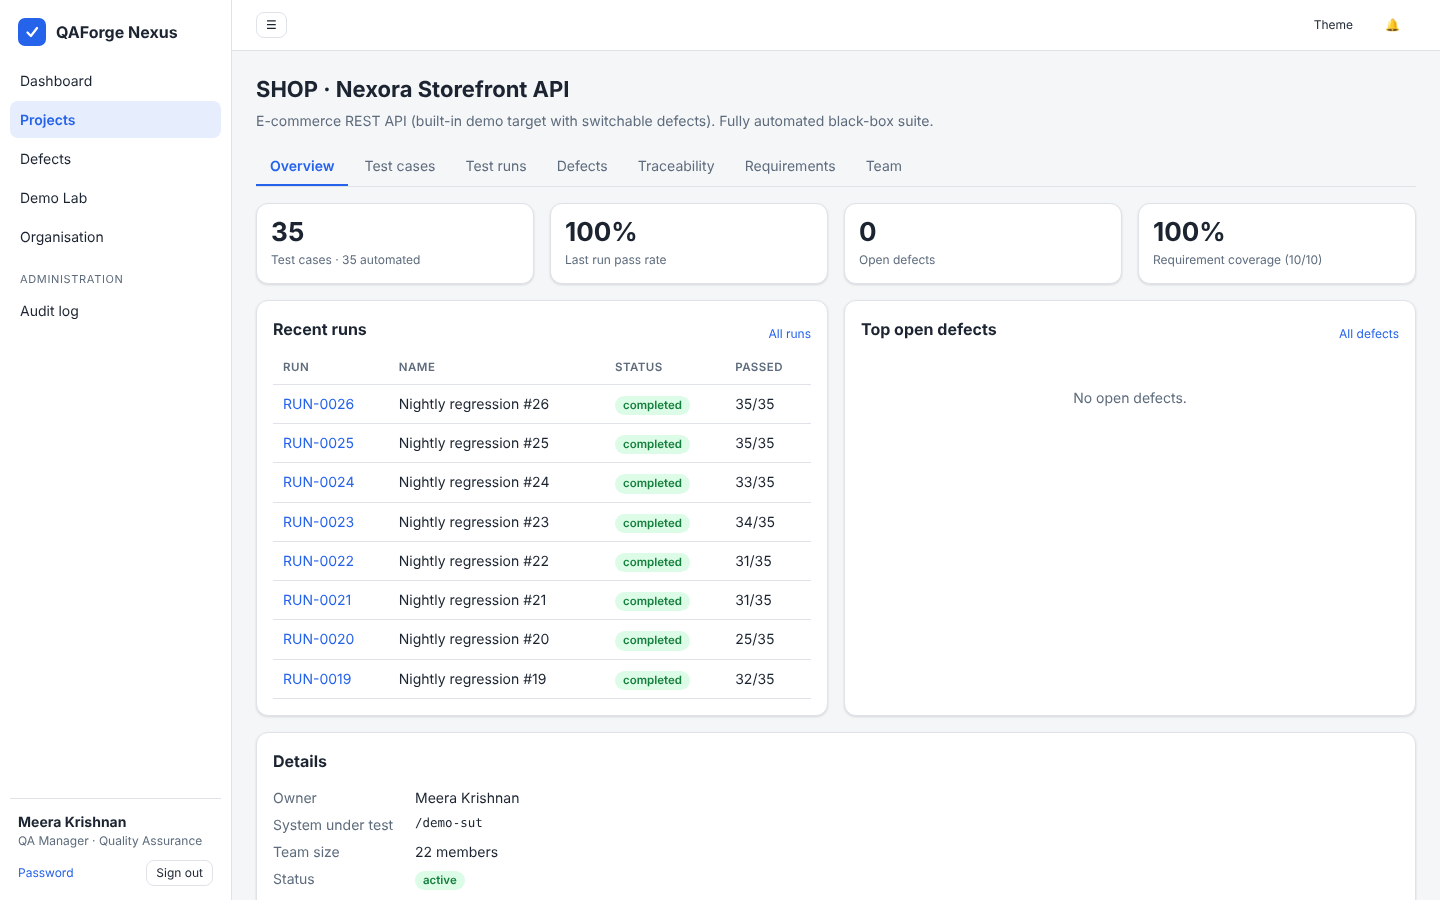 QAForge Nexus
Dashboard
Projects
Defects
Demo Lab
Organisation
ADMINISTRATION
Audit log
Meera Krishnan
QA Manager · Quality Assurance
Password
Sign out
☰
Theme
SHOP · Nexora Storefront API
E-commerce REST API (built-in demo target with switchable defects). Fully automated black-box suite.
Overview Test cases Test runs Defects Traceability Requirements Team
35
Test cases · 35 automated
100%
Last run pass rate
0
Open defects
100%
Requirement coverage (10/10)
Recent runs
All runs
RUN NAME STATUS PASSED
RUN-0026 Nightly regression #26 completed 35/35
RUN-0025 Nightly regression #25 completed 35/35
RUN-0024 Nightly regression #24 completed 33/35
RUN-0023 Nightly regression #23 completed 34/35
RUN-0022 Nightly regression #22 completed 31/35
RUN-0021 Nightly regression #21 completed 31/35
RUN-0020 Nightly regression #20 completed 25/35
RUN-0019 Nightly regression #19 completed 32/35
Top open defects
All defects
No open defects.
Details
Owner Meera Krishnan
System under test /demo-sut
Team size 22 members
Status active